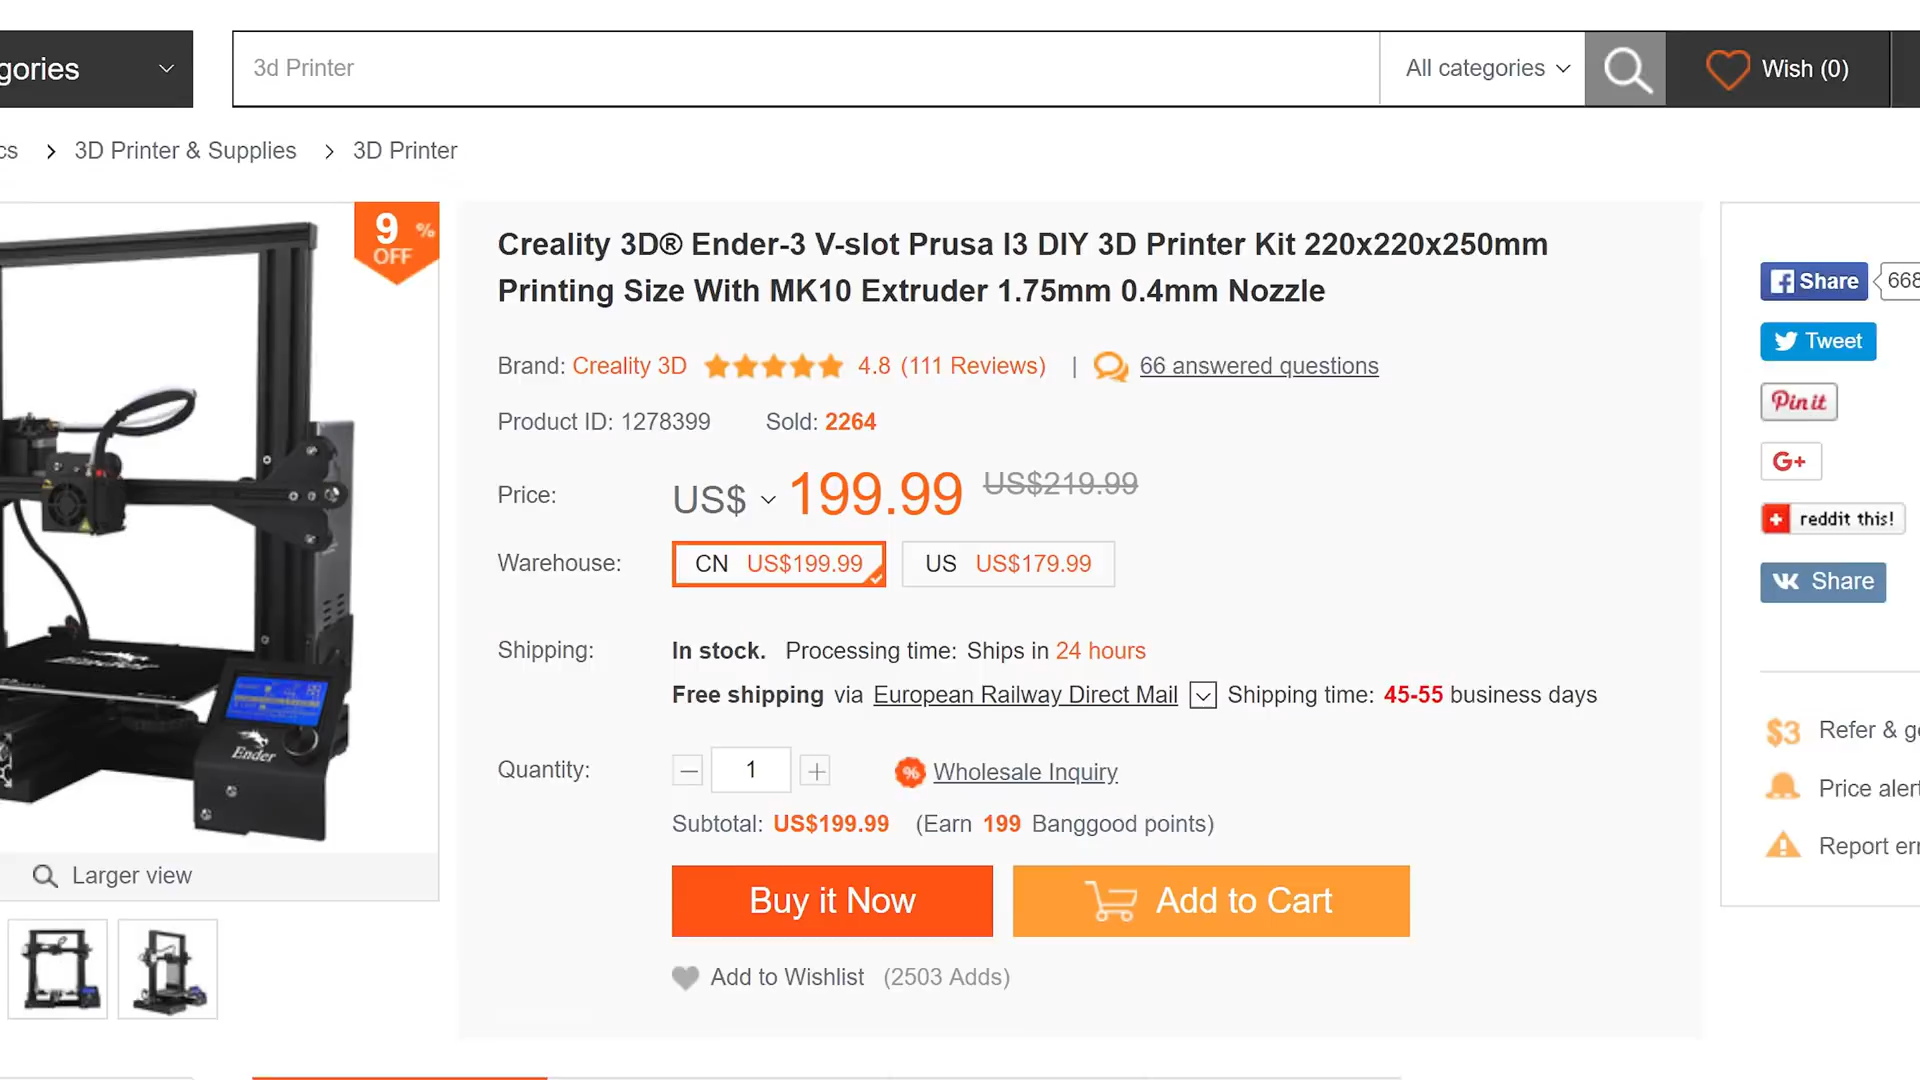 gories
3d Printer
All categories
Wish (0)
cs > 3D Printer & Supplies > 3D Printer
9 % OFF
Creality 3D® Ender-3 V-slot Prusa I3 DIY 3D Printer Kit 220x220x250mm
Printing Size With MK10 Extruder 1.75mm 0.4mm Nozzle
Brand: Creality 3D 4.8 (111 Reviews) | 66 answered questions
Product ID: 1278399 Sold: 2264
Price: US$ 199.99 US$219.99
Warehouse: CN US$199.99 US US$179.99
Shipping: In stock. Processing time: Ships in 24 hours
Free shipping via European Railway Direct Mail Shipping time: 45-55 business days
Quantity: 1 Wholesale Inquiry
Subtotal: US$199.99 (Earn 199 Banggood points)
Buy it Now
Add to Cart
Add to Wishlist (2503 Adds)
Ender
Larger view
Share 668
Tweet
Pin it
G+
reddit this!
Share
$3 Refer & ge
Price alert
Report err